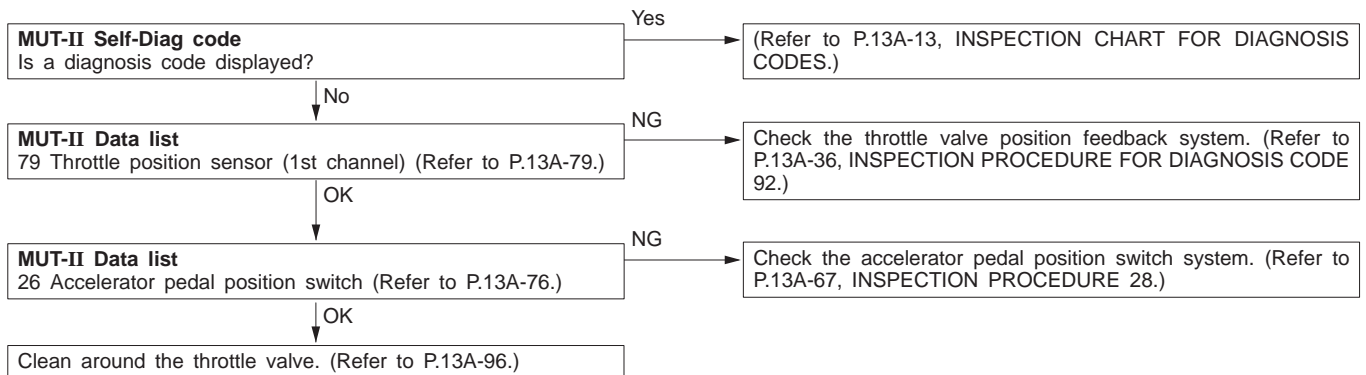 Yes
MUT-II Self-Diag code
Is a diagnosis code displayed?
(Refer to P.13A-13, INSPECTION CHART FOR DIAGNOSIS
CODES.)
No
MUT-II Data list
79 Throttle position sensor (1st channel) (Refer to P.13A-79.)
NG
Check the throttle valve position feedback system. (Refer to
P.13A-36, INSPECTION PROCEDURE FOR DIAGNOSIS CODE
92.)
OK
MUT-II Data list
26 Accelerator pedal position switch (Refer to P.13A-76.)
NG
Check the accelerator pedal position switch system. (Refer to
P.13A-67, INSPECTION PROCEDURE 28.)
OK
Clean around the throttle valve. (Refer to P.13A-96.)